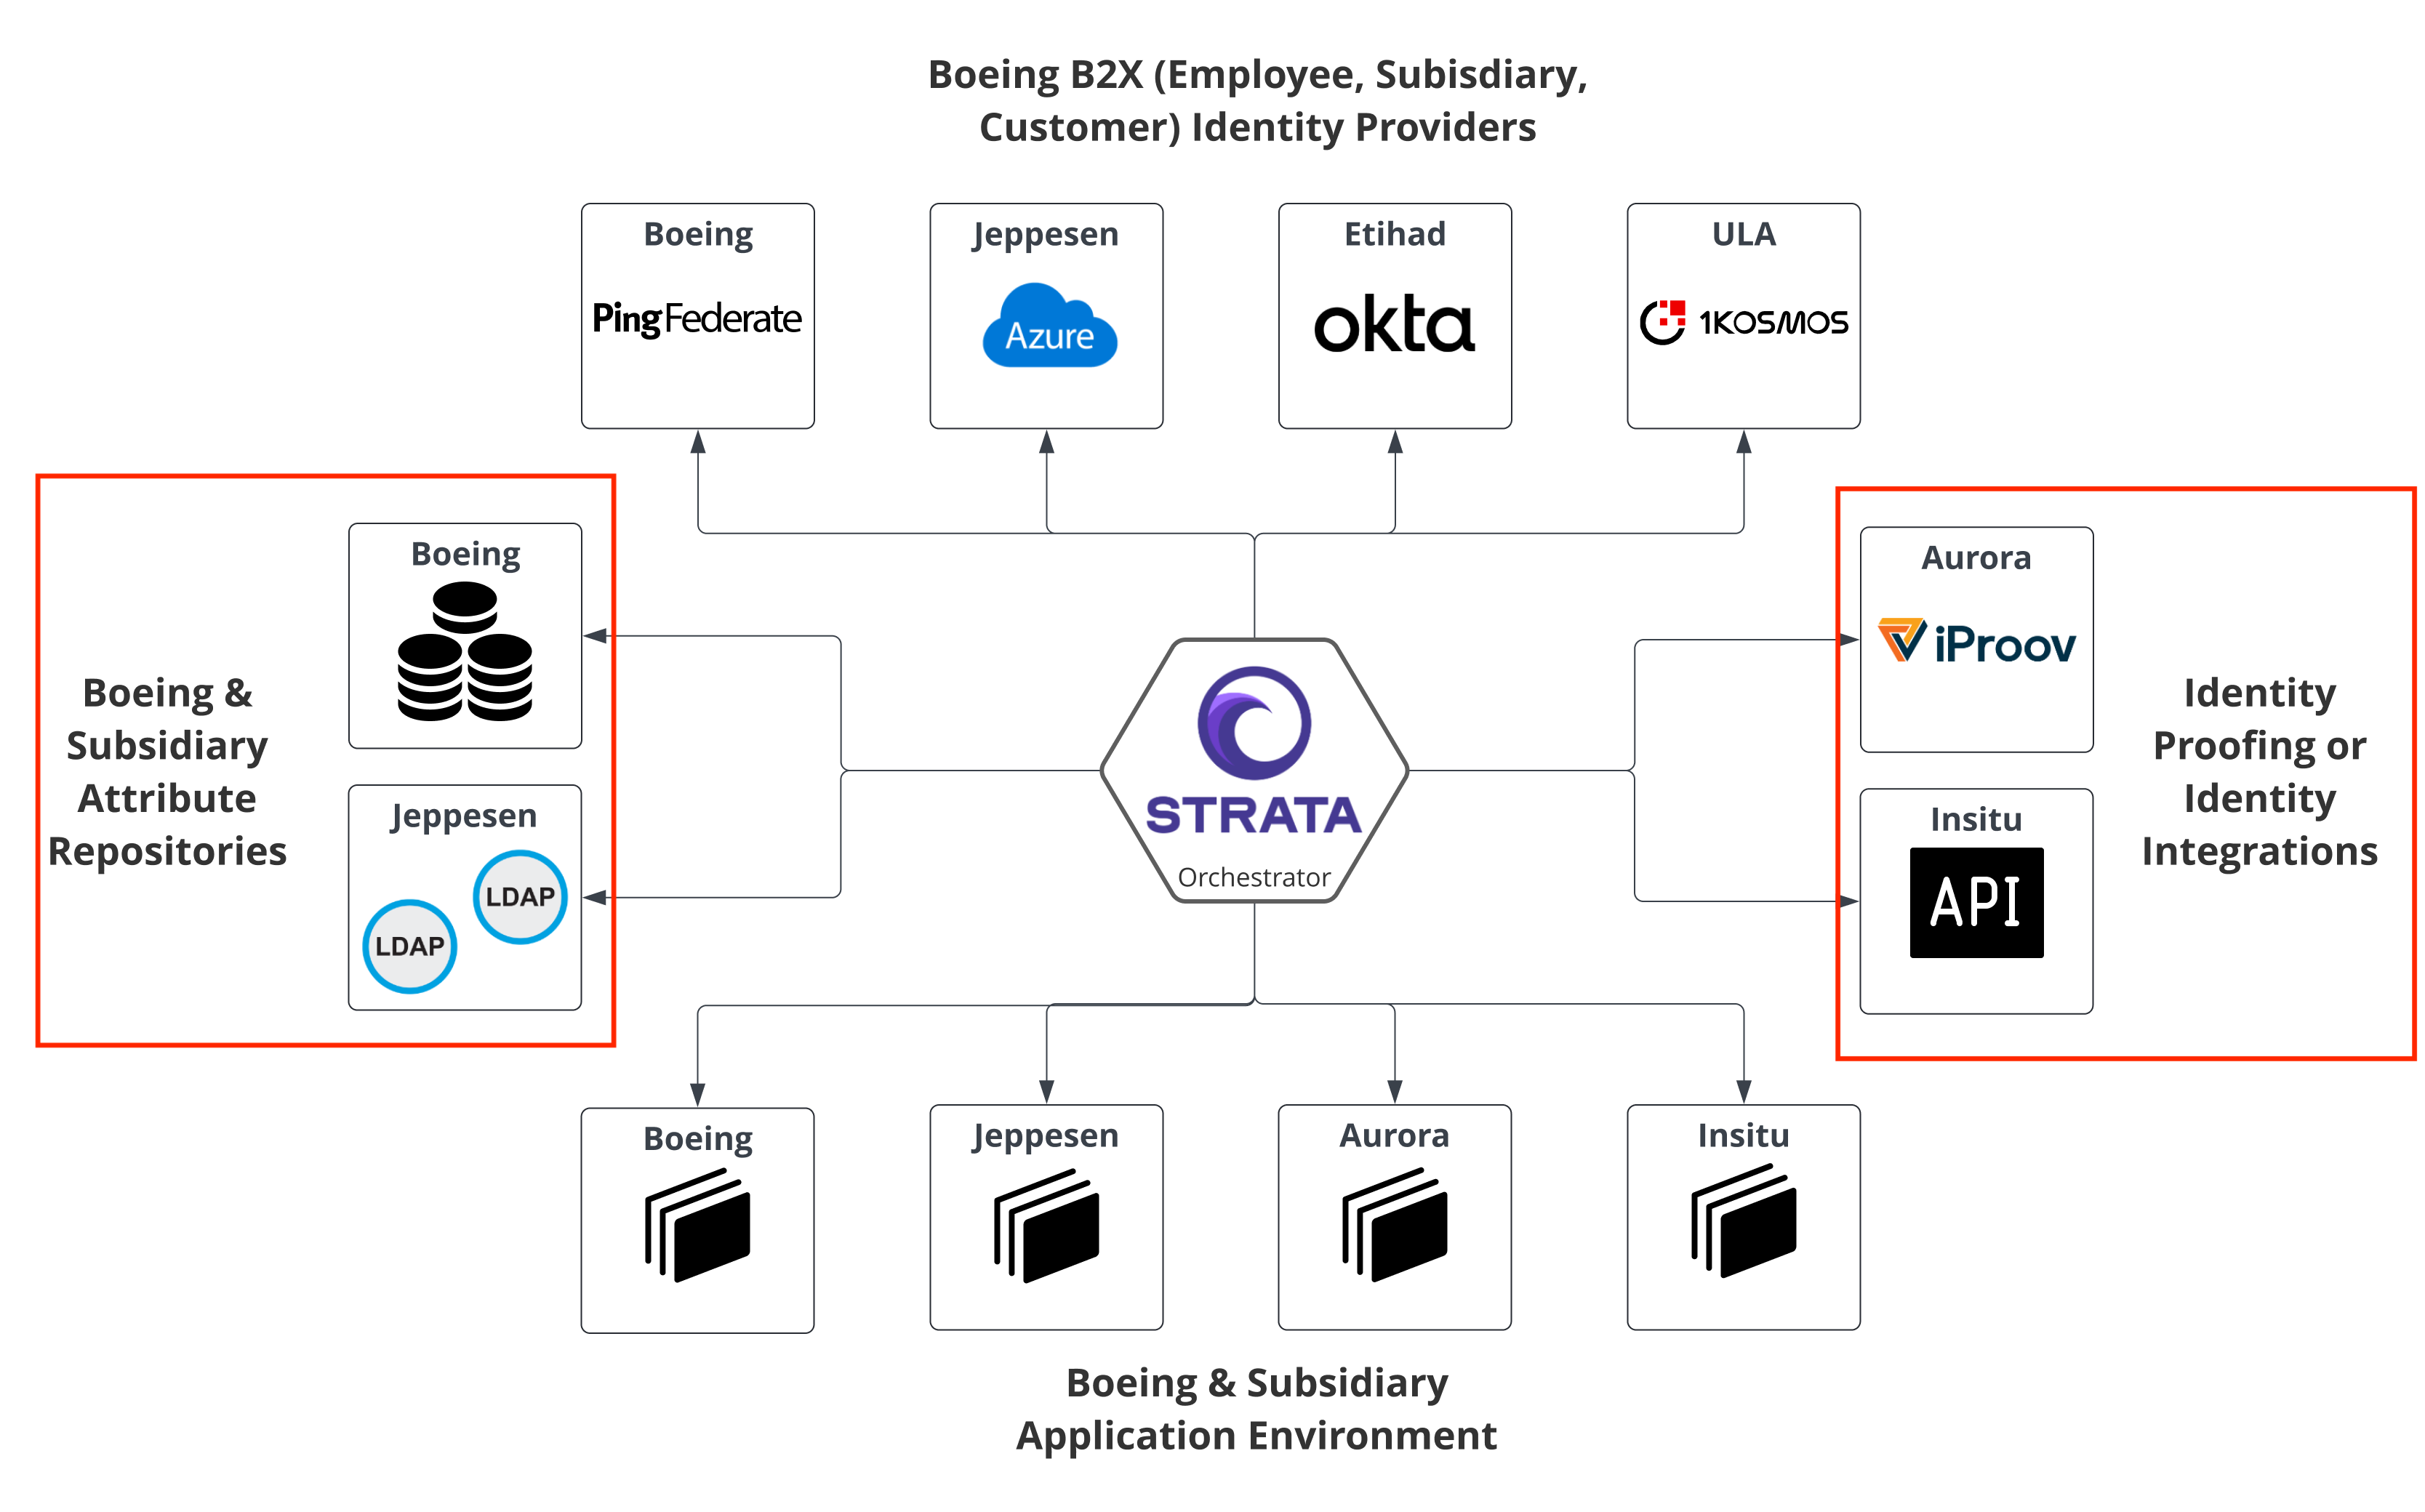 Boeing B2X (Employee, Subisdiary,
Customer) Identity Providers
Boeing
PingFederate
Jeppesen
Azure
Etihad
okta
ULA
1KOSMOS
Boeing &
Subsidiary
Attribute
Repositories
Boeing
Jeppesen
LDAP
LDAP
STRATA
Orchestrator
Aurora
iProov
Insitu
API
Identity
Proofing or
Identity
Integrations
Boeing
Jeppesen
Aurora
Insitu
Boeing & Subsidiary
Application Environment